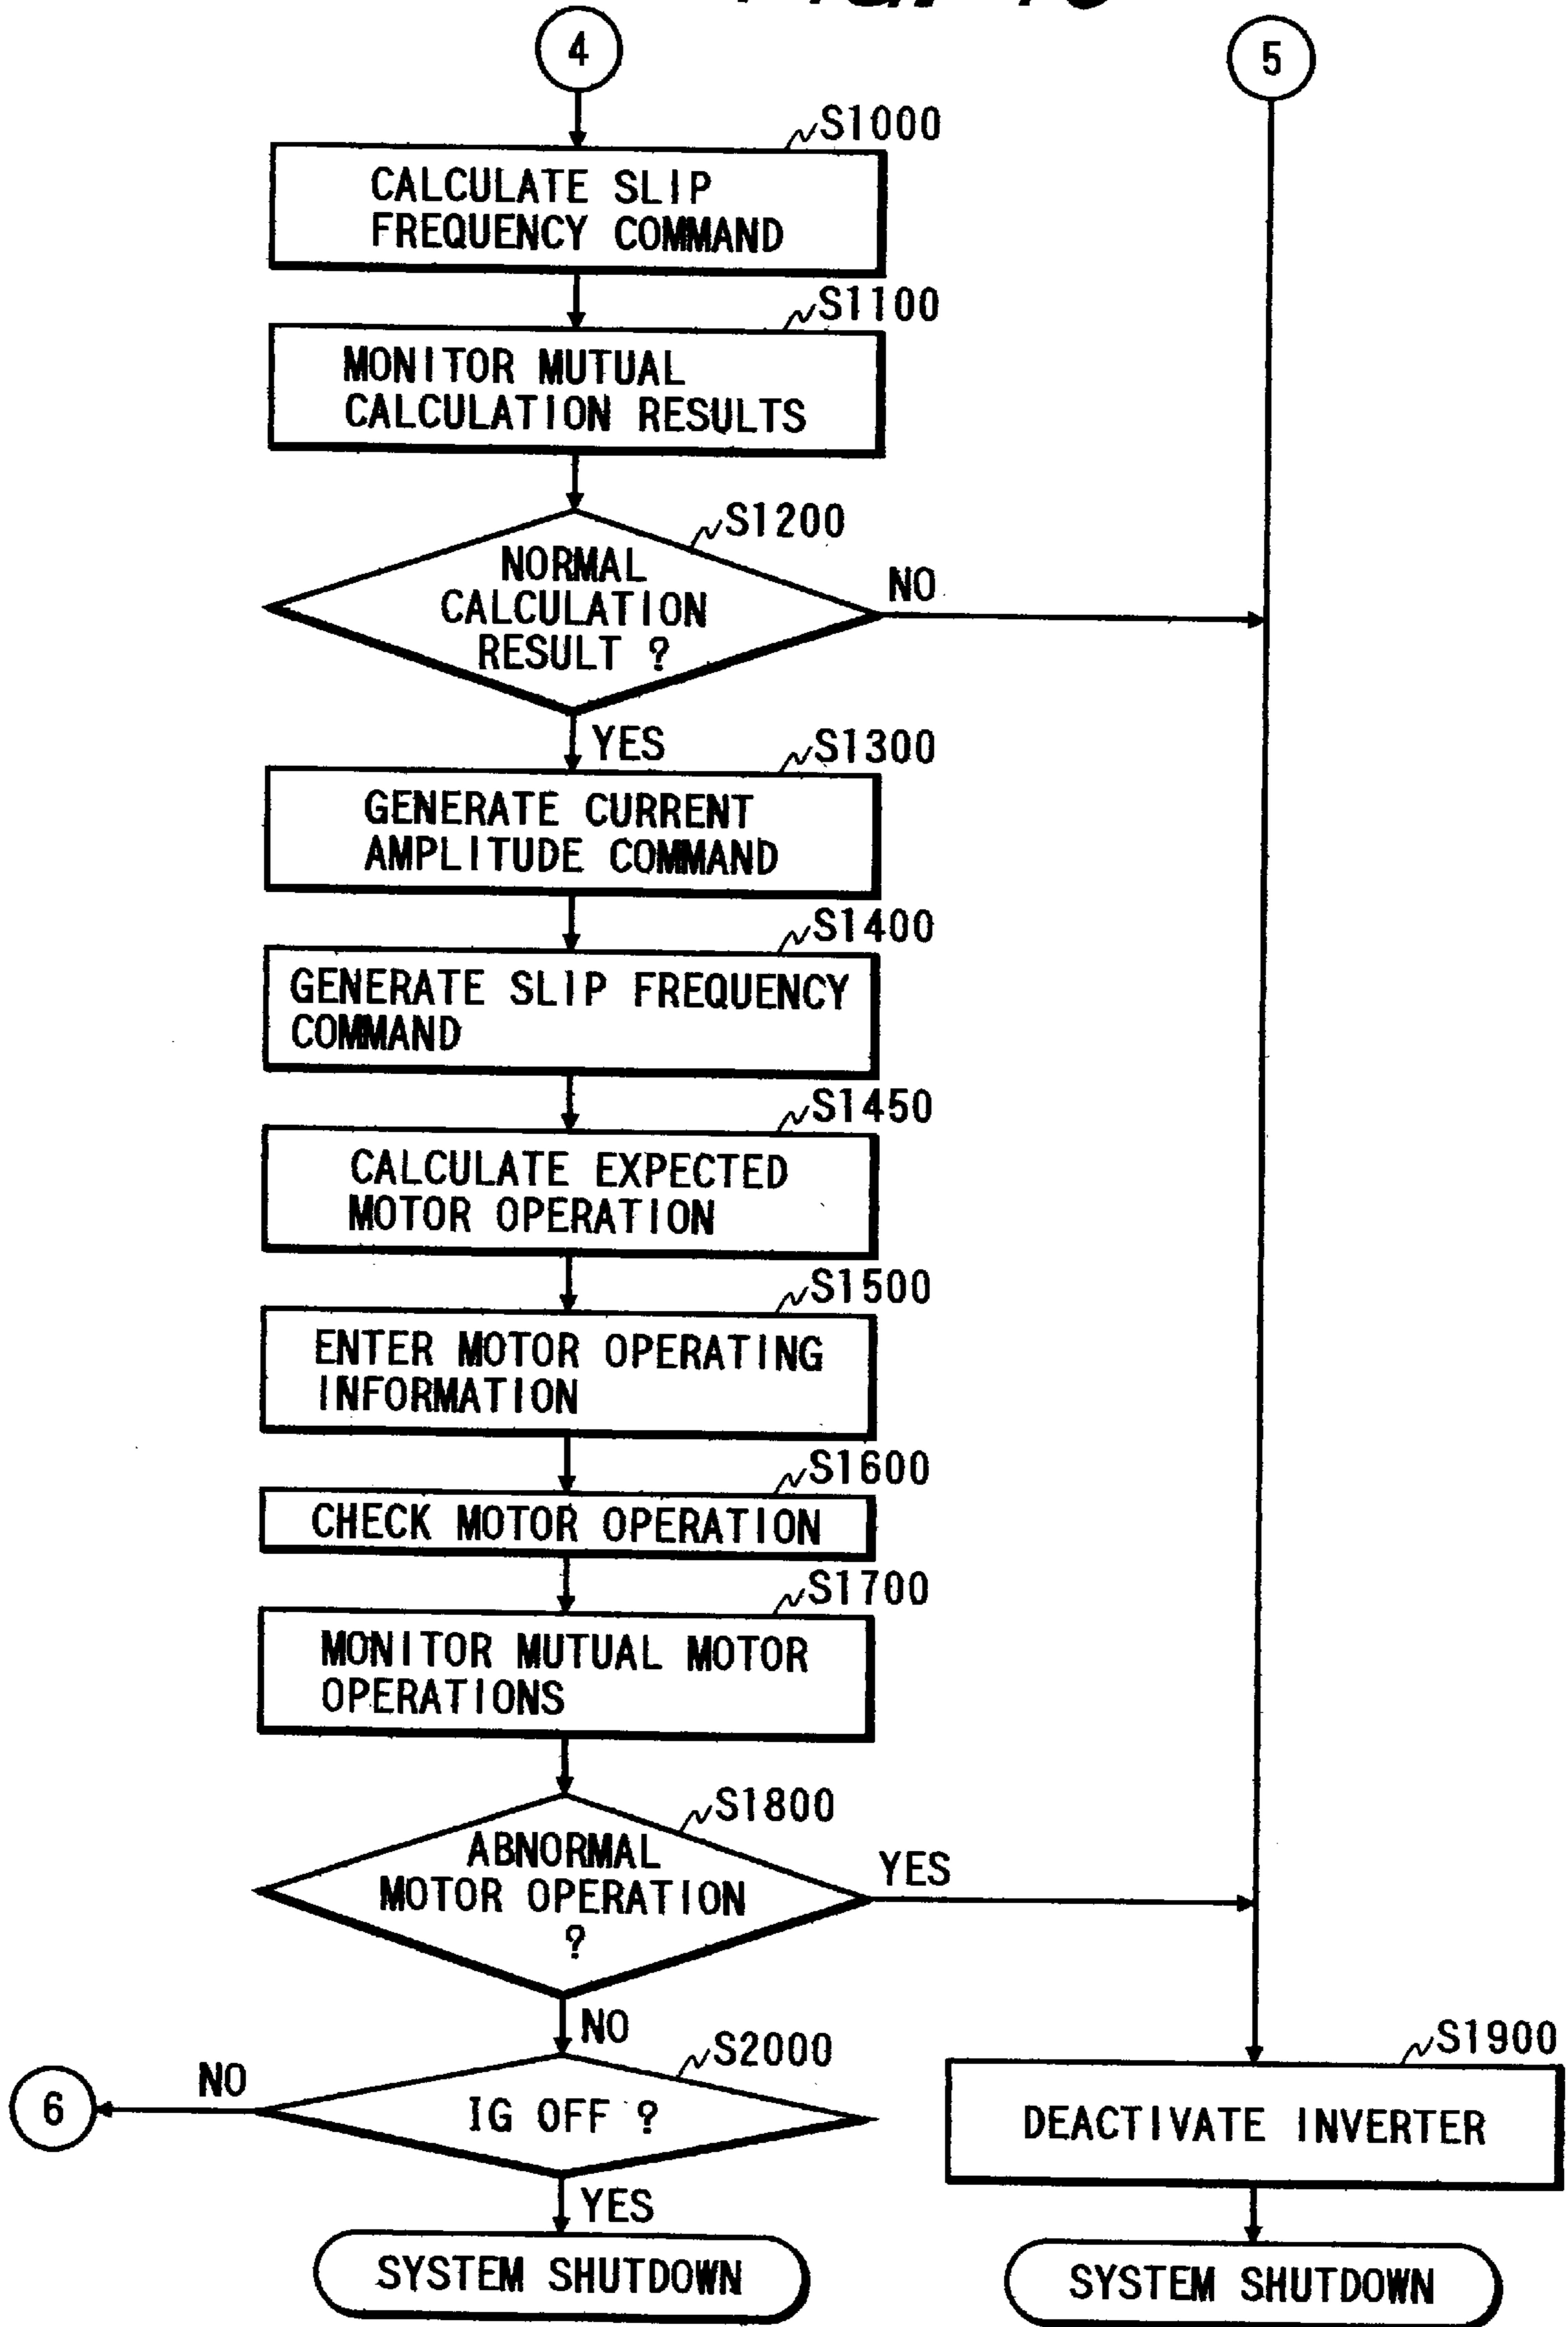 4
5
S1000
CALCULATE SLIP
FREQUENCY COMMAND
S1100
MONITOR MUTUAL
CALCULATION RESULTS
S1200
NORMAL
CALCULATION
RESULT ?
NO
YES
S1300
GENERATE CURRENT
AMPLITUDE COMMAND
S1400
GENERATE SLIP FREQUENCY
COMMAND
S1450
CALCULATE EXPECTED
MOTOR OPERATION
S1500
ENTER MOTOR OPERATING
INFORMATION
S1600
CHECK MOTOR OPERATION
S1700
MONITOR MUTUAL MOTOR
OPERATIONS
S1800
ABNORMAL
MOTOR OPERATION
?
YES
NO
S2000
IG OFF ?
NO
6
YES
SYSTEM SHUTDOWN
S1900
DEACTIVATE INVERTER
SYSTEM SHUTDOWN